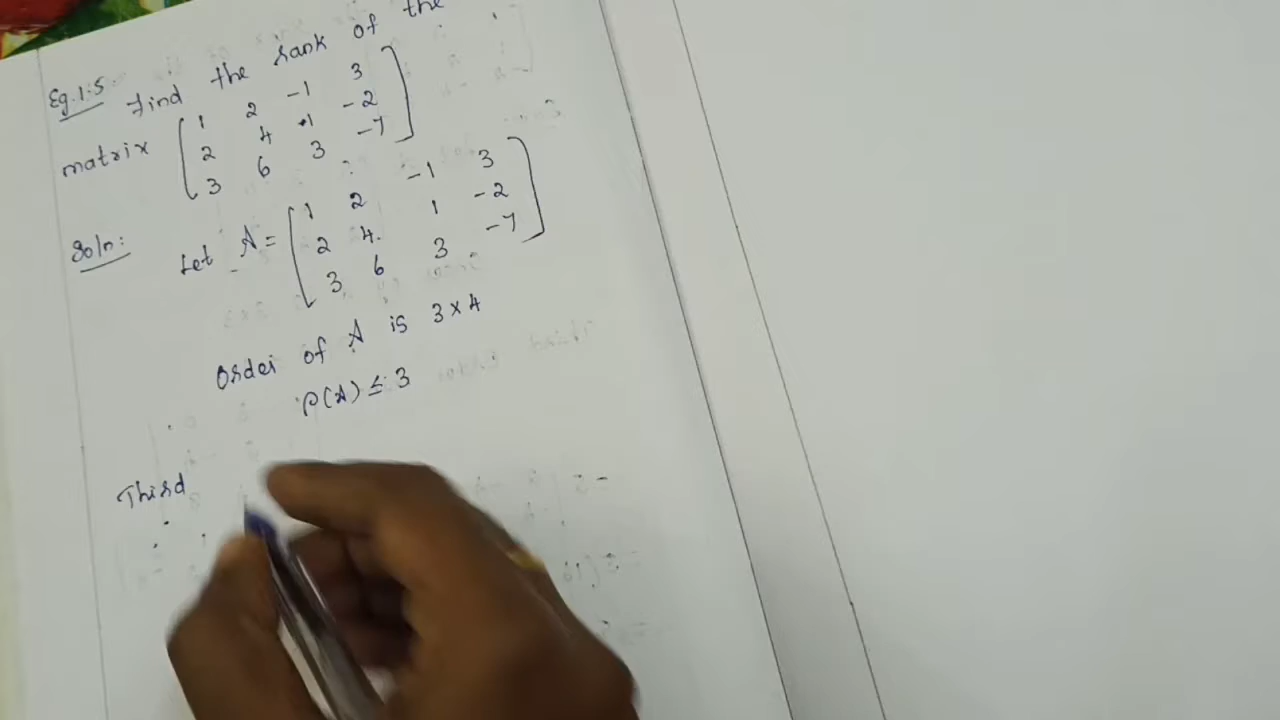 Eg.1:5: Find the rank of the
matrix [1 2 -1 3
2 4 1 -2
3 6 3 -7]
Soln: Let A = [1 2 -1 3
2 4 1 -2
3 6 3 -7]
Order of A is 3×4
ρ(A) ≤ 3
Third